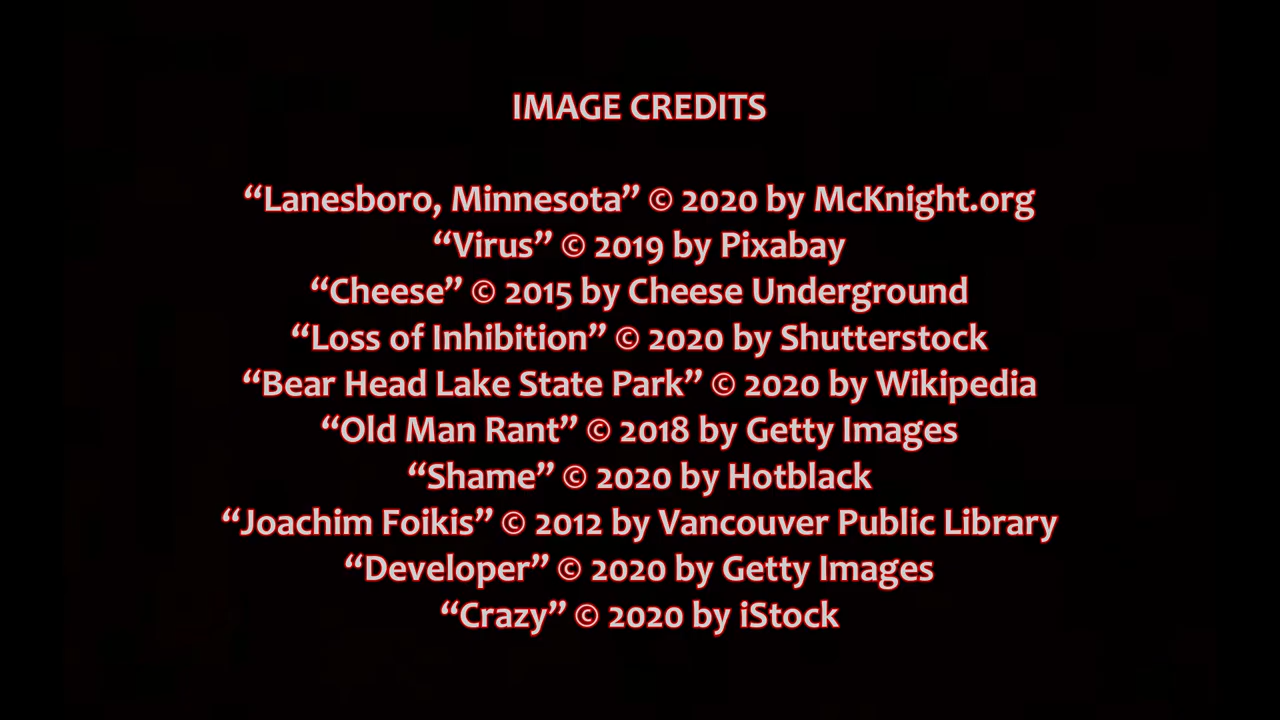 IMAGE CREDITS
“Lanesboro, Minnesota” © 2020 by McKnight.org
“Virus” © 2019 by Pixabay
“Cheese” © 2015 by Cheese Underground
“Loss of Inhibition” © 2020 by Shutterstock
“Bear Head Lake State Park” © 2020 by Wikipedia
“Old Man Rant” © 2018 by Getty Images
“Shame” © 2020 by Hotblack
“Joachim Foikis” © 2012 by Vancouver Public Library
“Developer” © 2020 by Getty Images
“Crazy” © 2020 by iStock